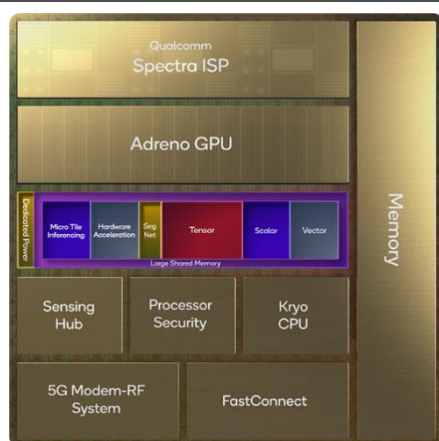 Qualcomm
Spectra ISP
Adreno GPU
Memory
Dedicated Power
Micro Tile
Inferencing
Hardware
Acceleration
Seg
Net
Tensor
Scalar
Vector
Large Shared Memory
Sensing
Hub
Processor
Security
Kryo
CPU
5G Modem-RF
System
FastConnect